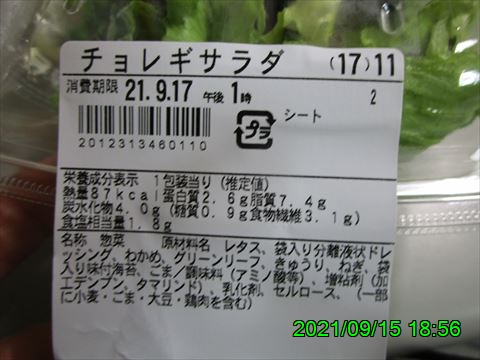 チョレギサラダ (17)11
消費期限 21.9.17 午後 1時 2
プラ シート
2012313460110
栄養成分表示 1包装当り(推定値)
熱量87kcal蛋白質2.6g脂質7.4g
炭水化物4.0g(糖質0.9g食物繊維3.1g)
食塩相当量1.8g
名称 惣菜 原材料名 レタス、袋入り分離液状ドレ
ッシング、わかめ、グリーンリーフ、きゅうり、ねぎ、袋
入り味付海苔、ごま/調味料(アミノ酸等)、増粘剤(加
工デンプン、タマリンド)、乳化剤、セルロース、(一部
に小麦・ごま・大豆・鶏肉を含む)
2021/09/15 18:56